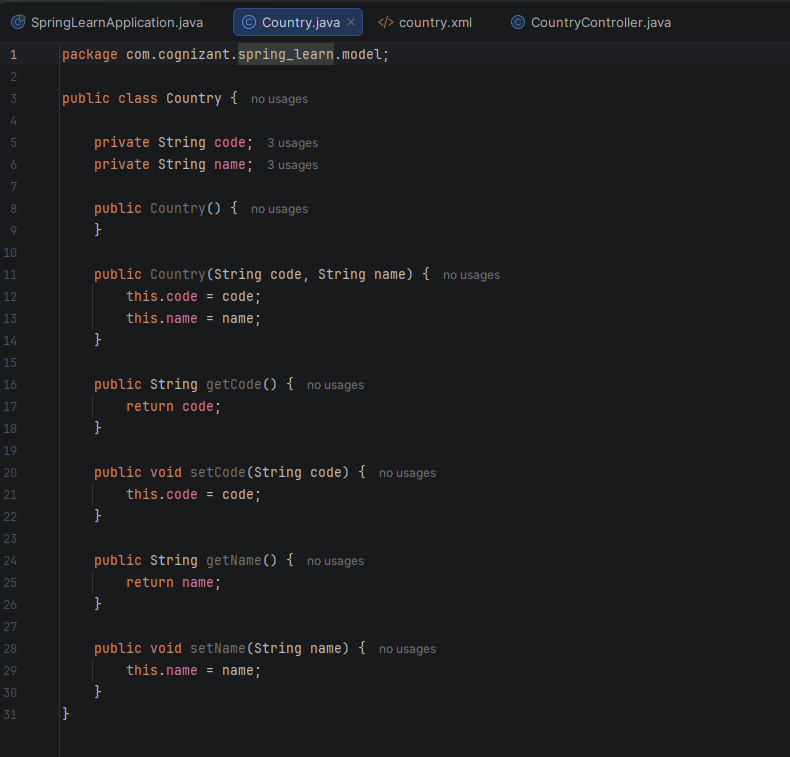 SpringLearnApplication.java Country.java × </> country.xml CountryController.java
1 package com.cognizant.spring_learn.model;
2
3 public class Country { no usages
4
5 private String code; 3 usages
6 private String name; 3 usages
7
8 public Country() { no usages
9 }
10
11 public Country(String code, String name) { no usages
12 this.code = code;
13 this.name = name;
14 }
15
16 public String getCode() { no usages
17 return code;
18 }
19
20 public void setCode(String code) { no usages
21 this.code = code;
22 }
23
24 public String getName() { no usages
25 return name;
26 }
27
28 public void setName(String name) { no usages
29 this.name = name;
30 }
31 }